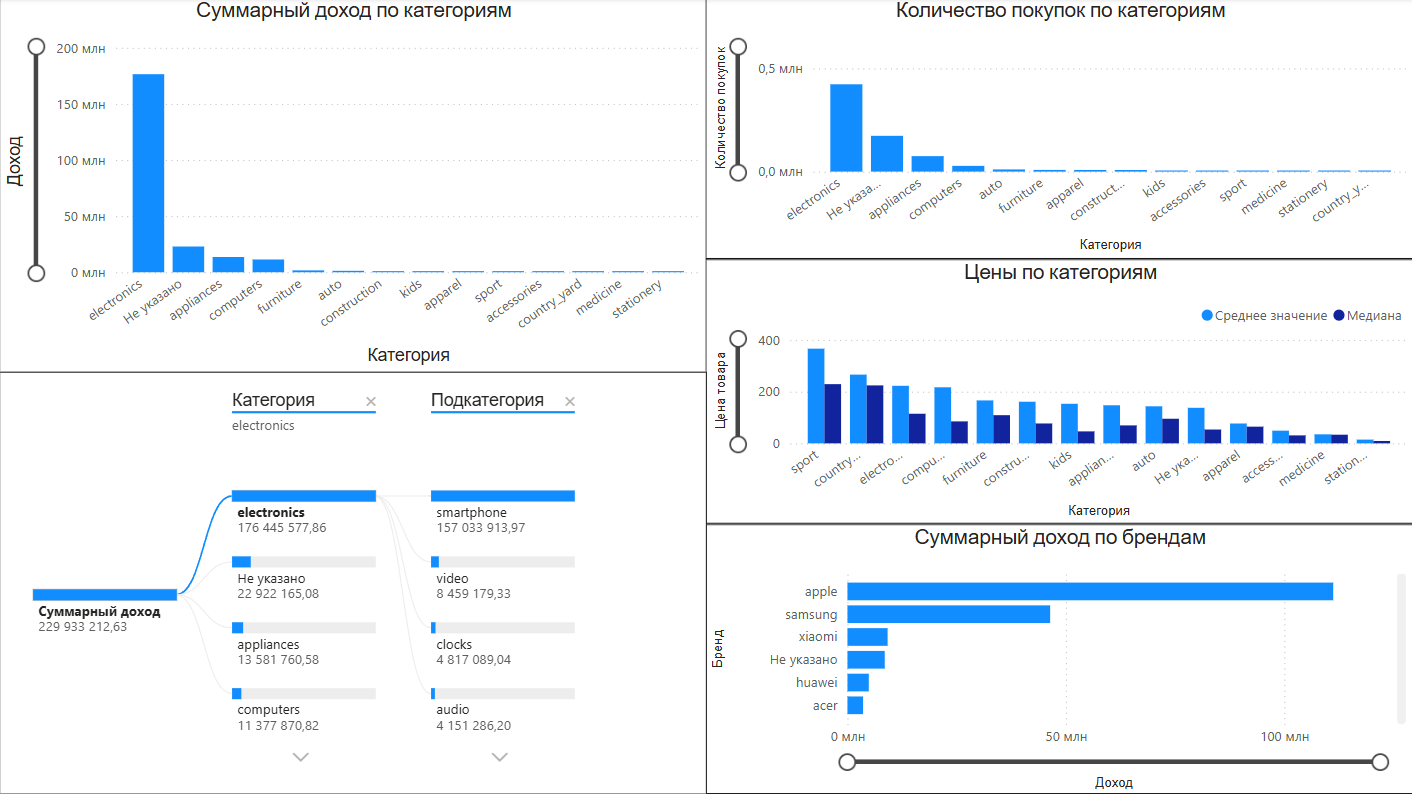 Суммарный доход по категориям
Доход
200 млн
150 млн
100 млн
50 млн
0 млн
electronics
Не указано
appliances
computers
furniture
auto
construction
kids
apparel
sport
accessories
country_yard
medicine
stationery
Категория
Количество покупок по категориям
Количество покупок
0,5 млн
0,0 млн
electronics
Не указа...
appliances
computers
auto
furniture
apparel
construct...
kids
accessories
sport
medicine
stationery
country_y...
Категория
Цены по категориям
Среднее значение
Медиана
Цена товара
400
200
0
sport
country...
electro...
compu...
furniture
constru...
kids
applian...
auto
Не ука...
apparel
access...
medicine
station...
Категория
Категория
electronics
Подкатегория
Суммарный доход
229 933 212,63
electronics
176 445 577,86
Не указано
22 922 165,08
appliances
13 581 760,58
computers
11 377 870,82
smartphone
157 033 913,97
video
8 459 179,33
clocks
4 817 089,04
audio
4 151 286,20
Суммарный доход по брендам
Бренд
apple
samsung
xiaomi
Не указано
huawei
acer
0 млн
50 млн
100 млн
Доход